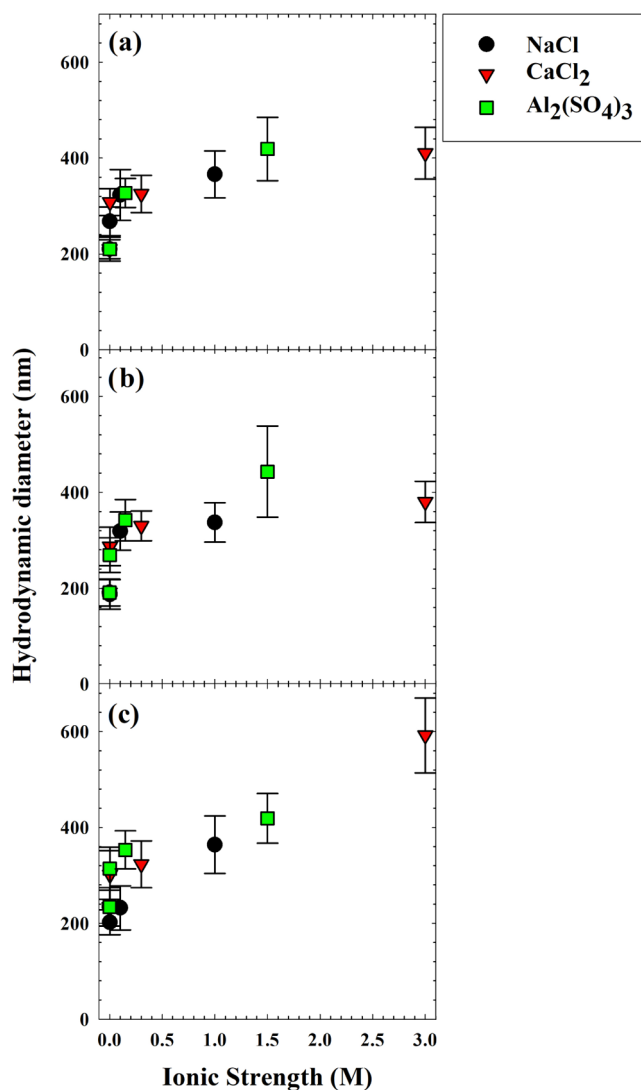 (a)
NaCl
CaCl₂
Al₂(SO₄)₃
600
400
200
0
(b)
600
400
200
0
(c)
600
400
200
0
0.0 0.5 1.0 1.5 2.0 2.5 3.0
Hydrodynamic diameter (nm)
Ionic Strength (M)